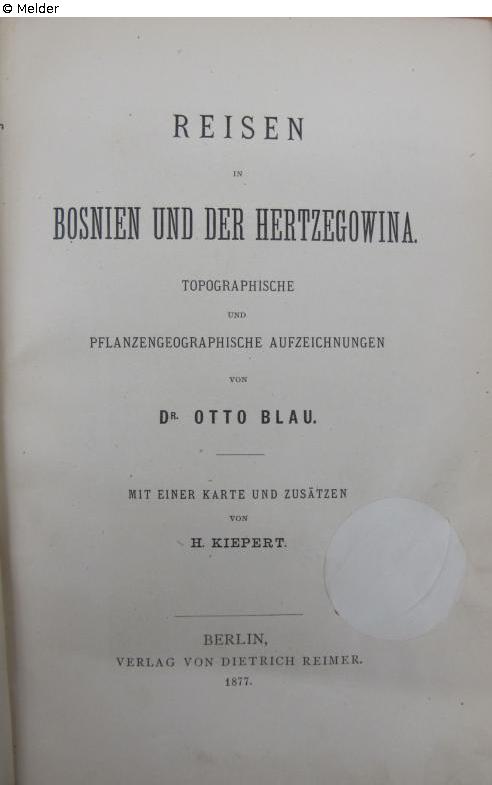 © Melder
REISEN
IN
BOSNIEN UND DER HERTZEGOWINA.
TOPOGRAPHISCHE
UND
PFLANZENGEOGRAPHISCHE AUFZEICHNUNGEN
VON
DR. OTTO BLAU.
MIT EINER KARTE UND ZUSÄTZEN
VON
H. KIEPERT.
BERLIN,
VERLAG VON DIETRICH REIMER.
1877.